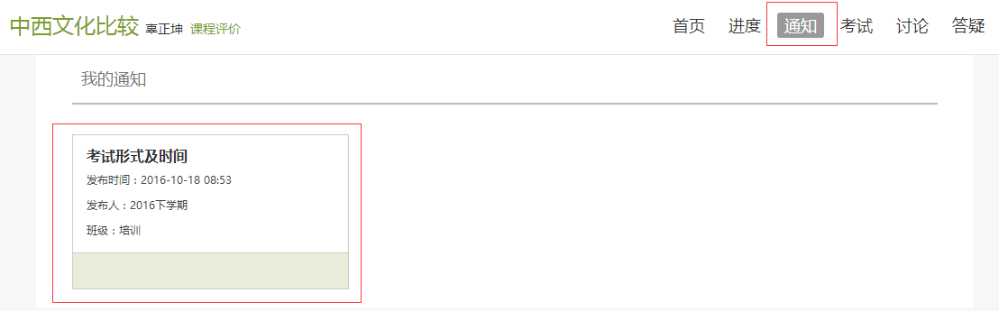 中西文化比较 辜正坤 课程评价 首页 进度 通知 考试 讨论 答疑
我的通知
考试形式及时间
发布时间：2016-10-18 08:53
发布人：2016下学期
班级：培训